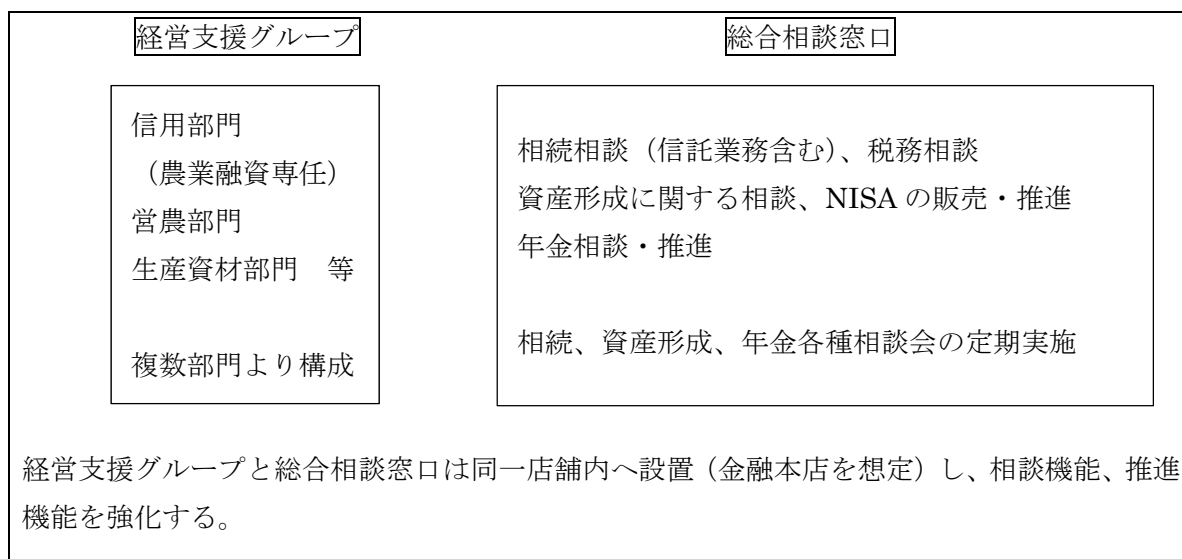 経営支援グループ
信用部門
（農業融資専任）
営農部門
生産資材部門　等
複数部門より構成
総合相談窓口
相続相談（信託業務含む）、税務相談
資産形成に関する相談、NISA の販売・推進
年金相談・推進
相続、資産形成、年金各種相談会の定期実施
経営支援グループと総合相談窓口は同一店舗内へ設置（金融本店を想定）し、相談機能、推進
機能を強化する。